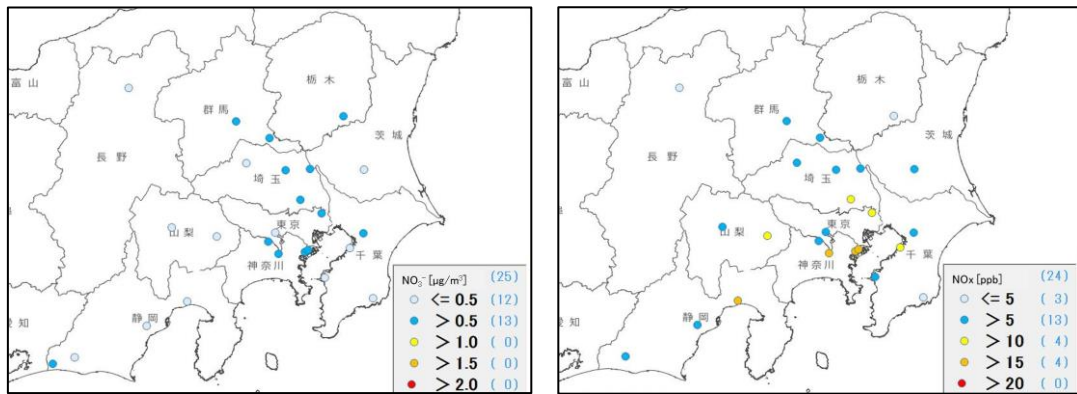 富山
栃木
群馬
茨城
長野
埼玉
東京
山梨
千葉
神奈川
静岡
愛知
NO₃⁻ [μg/m³] (25)
<= 0.5 (12)
> 0.5 (13)
> 1.0 ( 0)
> 1.5 ( 0)
> 2.0 ( 0)
富山
栃木
群馬
茨城
長野
埼玉
東京
山梨
千葉
神奈川
静岡
愛知
NOx [ppb] (24)
<= 5 ( 3)
> 5 (13)
> 10 ( 4)
> 15 ( 4)
> 20 ( 0)